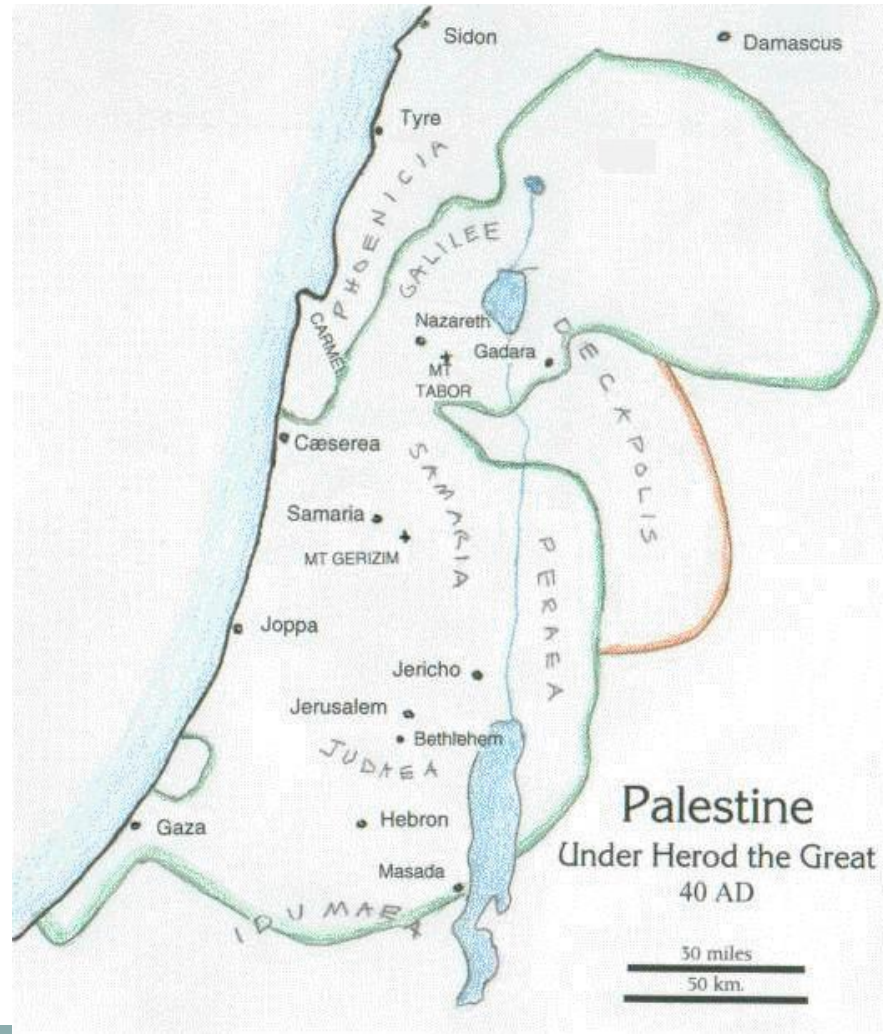 Sidon
Damascus
Tyre
PHOENICIA
GALILEE
CARMEL
Nazareth
Gadara
MT
TABOR
DECAPOLIS
Cæserea
SAMARIA
Samaria
MT GERIZIM
PERAEA
Joppa
Jericho
Jerusalem
Bethlehem
JUDAEA
Gaza
Hebron
Masada
IDUMAEA
Palestine
Under Herod the Great
40 AD
30 miles
50 km.